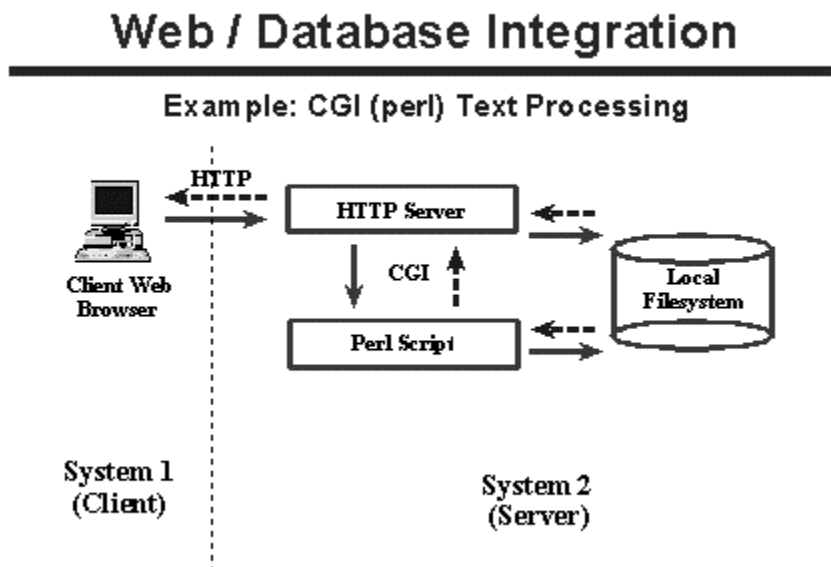 Web / Database Integration
Example: CGI (perl) Text Processing
HTTP
HTTP Server
Client Web
Browser
CGI
Local
Filesystem
Perl Script
System 1
(Client)
System 2
(Server)